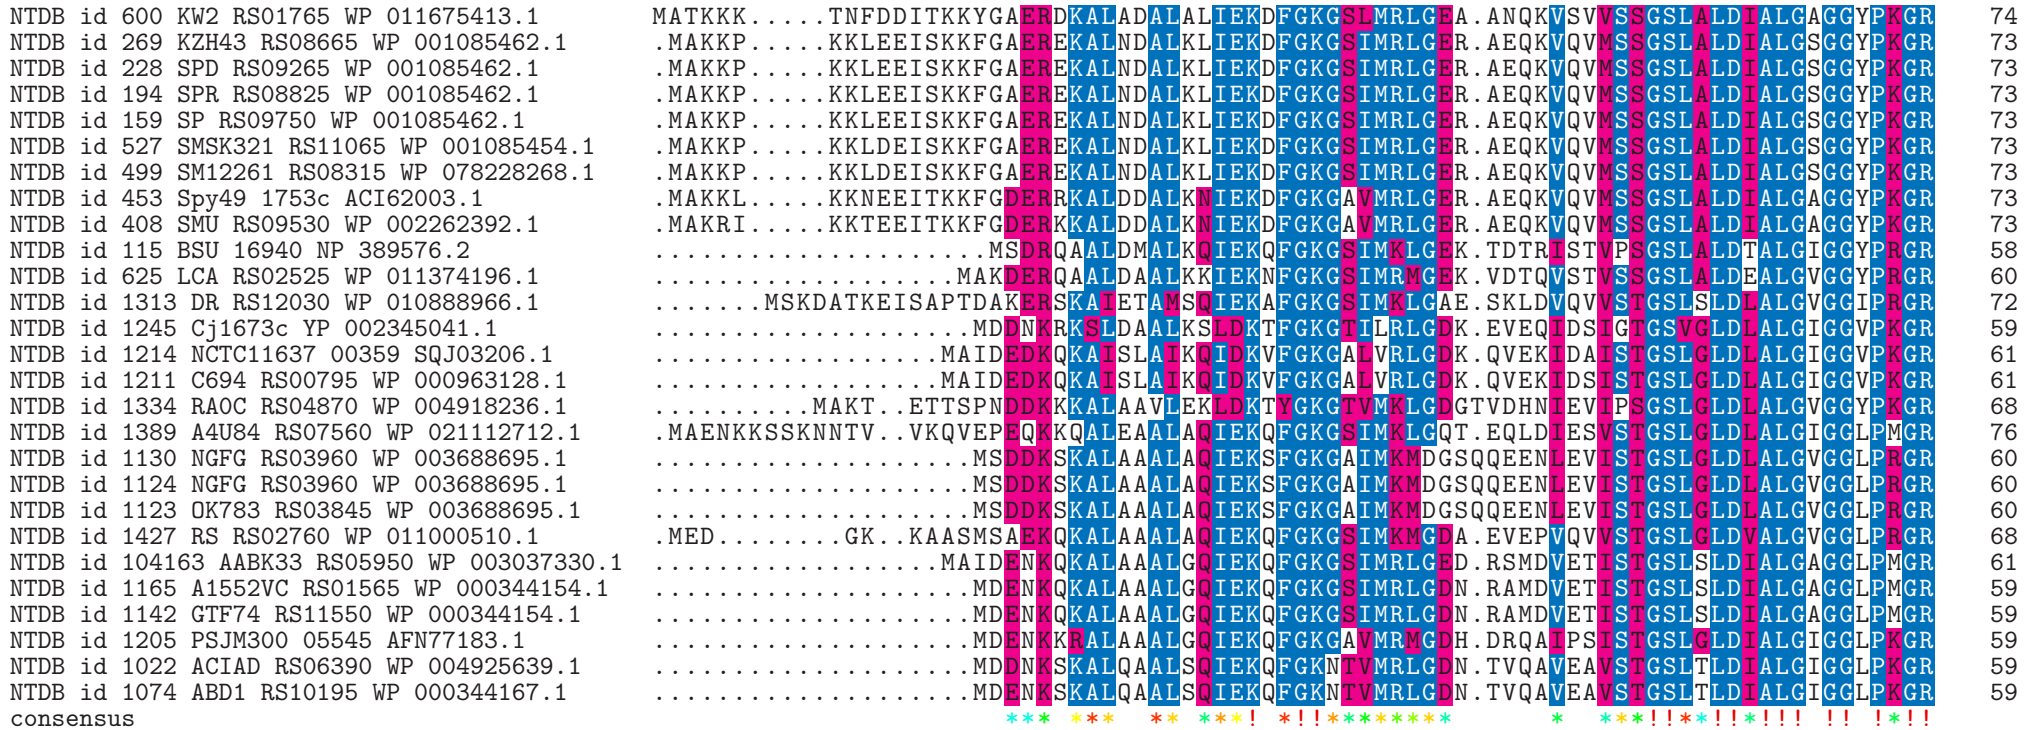 NTDB id 600 KW2 RS01765 WP 011675413.1 MATKKK.....TNFDDITKKYGAERDKALADALALIEKDFGKGSLMRLGEA.ANQKVSVVSSGSLALDIALGAGGYPKGR 74
NTDB id 269 KZH43 RS08665 WP 001085462.1 .MAKKP.....KKLEEISKKFGAEREKALNDALKLIEKDFGKGSIMRLGER.AEQKVQVMSSGSLALDIALGSGGYPKGR 73
NTDB id 228 SPD RS09265 WP 001085462.1 .MAKKP.....KKLEEISKKFGAEREKALNDALKLIEKDFGKGSIMRLGER.AEQKVQVMSSGSLALDIALGSGGYPKGR 73
NTDB id 194 SPR RS08825 WP 001085462.1 .MAKKP.....KKLEEISKKFGAEREKALNDALKLIEKDFGKGSIMRLGER.AEQKVQVMSSGSLALDIALGSGGYPKGR 73
NTDB id 159 SP RS09750 WP 001085462.1 .MAKKP.....KKLEEISKKFGAEREKALNDALKLIEKDFGKGSIMRLGER.AEQKVQVMSSGSLALDIALGSGGYPKGR 73
NTDB id 527 SMSK321 RS11065 WP 001085454.1 .MAKKP.....KKLDEISKKFGAEREKALNDALKLIEKDFGKGSIMRLGER.AEQKVQVMSSGSLALDIALGSGGYPKGR 73
NTDB id 499 SM12261 RS08315 WP 078228268.1 .MAKKP.....KKLDEISKKFGAEREKALNDALKLIEKDFGKGSIMRLGER.AEQKVQVMSSGSLALDIALGSGGYPKGR 73
NTDB id 453 Spy49 1753c ACI62003.1 .MAKKL.....KKNEEITKKFGDERRKALDDALKNIEKDFGKGAVMRLGER.AEQKVQVMSSGSLALDIALGAGGYPKGR 73
NTDB id 408 SMU RS09530 WP 002262392.1 .MAKRI.....KKTEEITKKFGDERKKALDDALKNIEKDFGKGAVMRLGER.AEQKVQVMSSGSLALDIALGAGGYPKGR 73
NTDB id 115 BSU 16940 NP 389576.2 .....................MSDRQAALDMALKQIEKQFGKGSIMKLGEK.TDTRISTVPSGSLALDTALGIGGYPRGR 58
NTDB id 625 LCA RS02525 WP 011374196.1 ...................MAKDERQAALDAALKKIEKNFGKGSIMRMGEK.VDTQVSTVSSGSLALDEALGVGGYPRGR 60
NTDB id 1313 DR RS12030 WP 010888966.1 .......MSKDATKEISAPTDAKERSKAIETAMSQIEKAFGKGSIMKLGAE.SKLDVQVVSTGSLSLDLALGVGGIPRGR 72
NTDB id 1245 Cj1673c YP 002345041.1 ....................MDDNKRKSLDAALKSLDKTFGKGTILRLGDK.EVEQIDSIGTGSVGLDLALGIGGVPKGR 59
NTDB id 1214 NCTC11637 00359 SQJ03206.1 ..................MAIDEDKQKAISLAIKQIDKVFGKGALVRLGDK.QVEKIDAISTGSLGLDLALGIGGVPKGR 61
NTDB id 1211 C694 RS00795 WP 000963128.1 ..................MAIDEDKQKAISLAIKQIDKVFGKGALVRLGDK.QVEKIDSISTGSLGLDLALGIGGVPKGR 61
NTDB id 1334 RA0C RS04870 WP 004918236.1 ..........MAKT..ETTSPNDDKKKALAAVLEKLDKTYGKGTVMKLGDGTVDHNIEVIPSGSLGLDLALGVGGYPKGR 68
NTDB id 1389 A4U84 RS07560 WP 021112712.1 .MAENKKSSKNNTV..VKQVEPEQKKQALEAALAQIEKQFGKGSIMKLGQT.EQLDIESVSTGSLGLDLALGIGGLPMGR 76
NTDB id 1130 NGFG RS03960 WP 003688695.1 ....................MSDDKSKALAAALAQIEKSFGKGAIMKMDGSQQEENLEVISTGSLGLDLALGVGGLPRGR 60
NTDB id 1124 NGFG RS03960 WP 003688695.1 ....................MSDDKSKALAAALAQIEKSFGKGAIMKMDGSQQEENLEVISTGSLGLDLALGVGGLPRGR 60
NTDB id 1123 OK783 RS03845 WP 003688695.1 ....................MSDDKSKALAAALAQIEKSFGKGAIMKMDGSQQEENLEVISTGSLGLDLALGVGGLPRGR 60
NTDB id 1427 RS RS02760 WP 011000510.1 .MED........GK..KAASMSAEKQKALAAALAQIEKQFGKGSIMKMGDA.EVEPVQVVSTGSLGLDVALGVGGLPRGR 68
NTDB id 104163 AABK33 RS05950 WP 003037330.1 ..................MAIDENKQKALAAALGQIEKQFGKGSIMRLGED.RSMDVETISTGSLSLDIALGAGGLPMGR 61
NTDB id 1165 A1552VC RS01565 WP 000344154.1 ....................MDENKQKALAAALGQIEKQFGKGSIMRLGDN.RAMDVETISTGSLSLDIALGAGGLPMGR 59
NTDB id 1142 GTF74 RS11550 WP 000344154.1 ....................MDENKQKALAAALGQIEKQFGKGSIMRLGDN.RAMDVETISTGSLSLDIALGAGGLPMGR 59
NTDB id 1205 PSJM300 05545 AFN77183.1 ....................MDENKKRALAAALGQIEKQFGKGAVMRMGDH.DRQAIPSISTGSLGLDIALGIGGLPKGR 59
NTDB id 1022 ACIAD RS06390 WP 004925639.1 ....................MDDNKSKALQAALSQIEKQFGKNTVMRLGDN.TVQAVEAVSTGSLTLDIALGIGGLPKGR 59
NTDB id 1074 ABD1 RS10195 WP 000344167.1 ....................MDENKSKALQAALSQIEKQFGKNTVMRLGDN.TVQAVEAVSTGSLTLDIALGIGGLPKGR 59
consensus *** *** ** ***! *!!******** * ***!!**!!*!!! !! !*!!